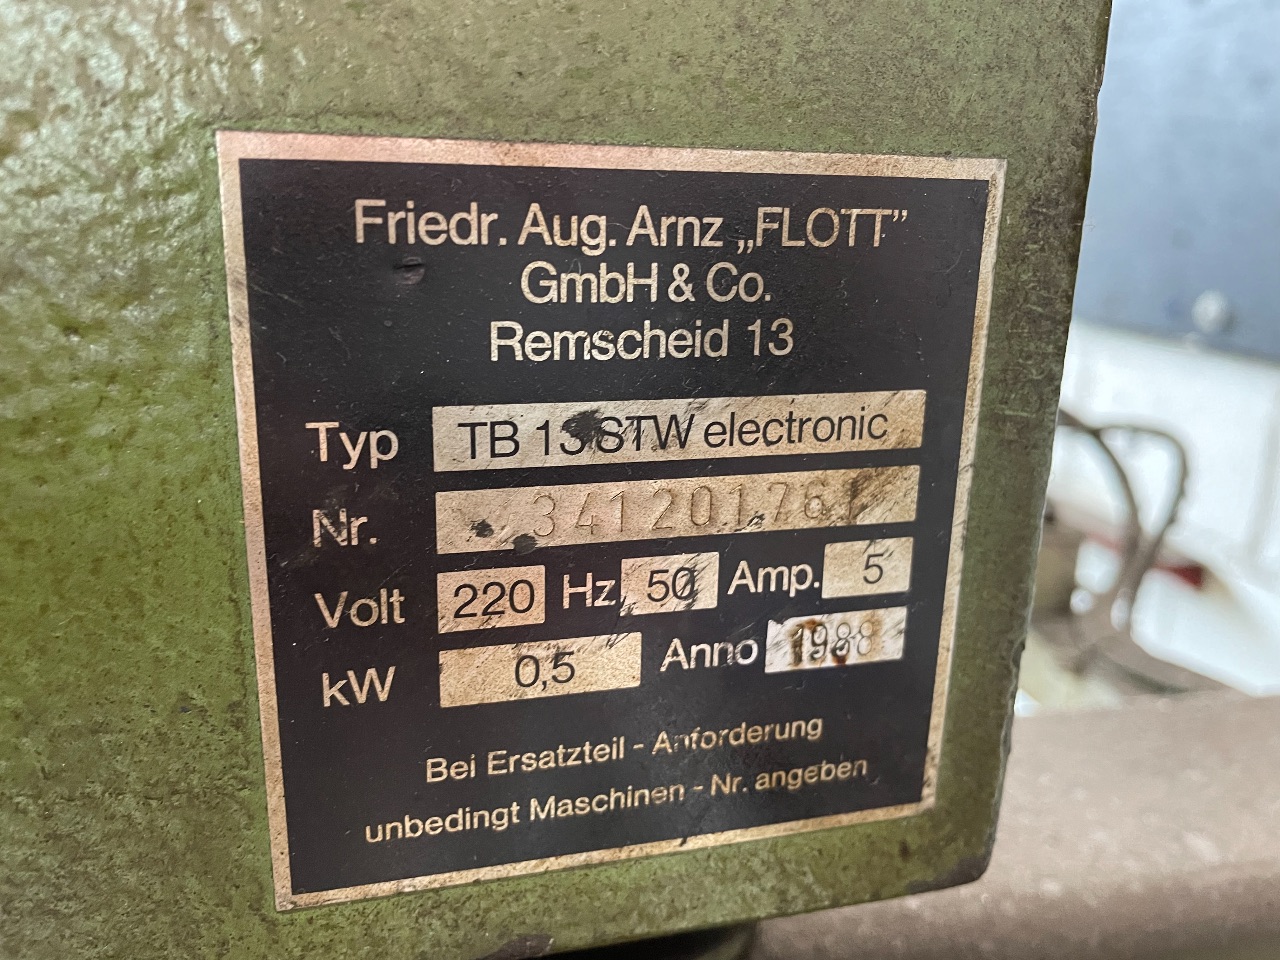 Friedr. Aug. Arnz „FLOTT”
GmbH & Co.
Remscheid 13
Typ TB 13 STW electronic
Nr. 341201761
Volt 220 Hz 50 Amp. 5
kW 0,5 Anno 1988
Bei Ersatzteil - Anforderung
unbedingt Maschinen - Nr. angeben